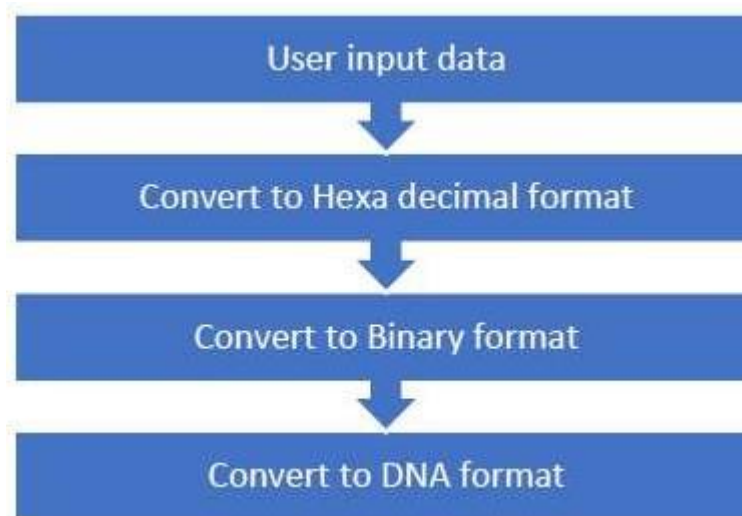 User input data
Convert to Hexa decimal format
Convert to Binary format
Convert to DNA format